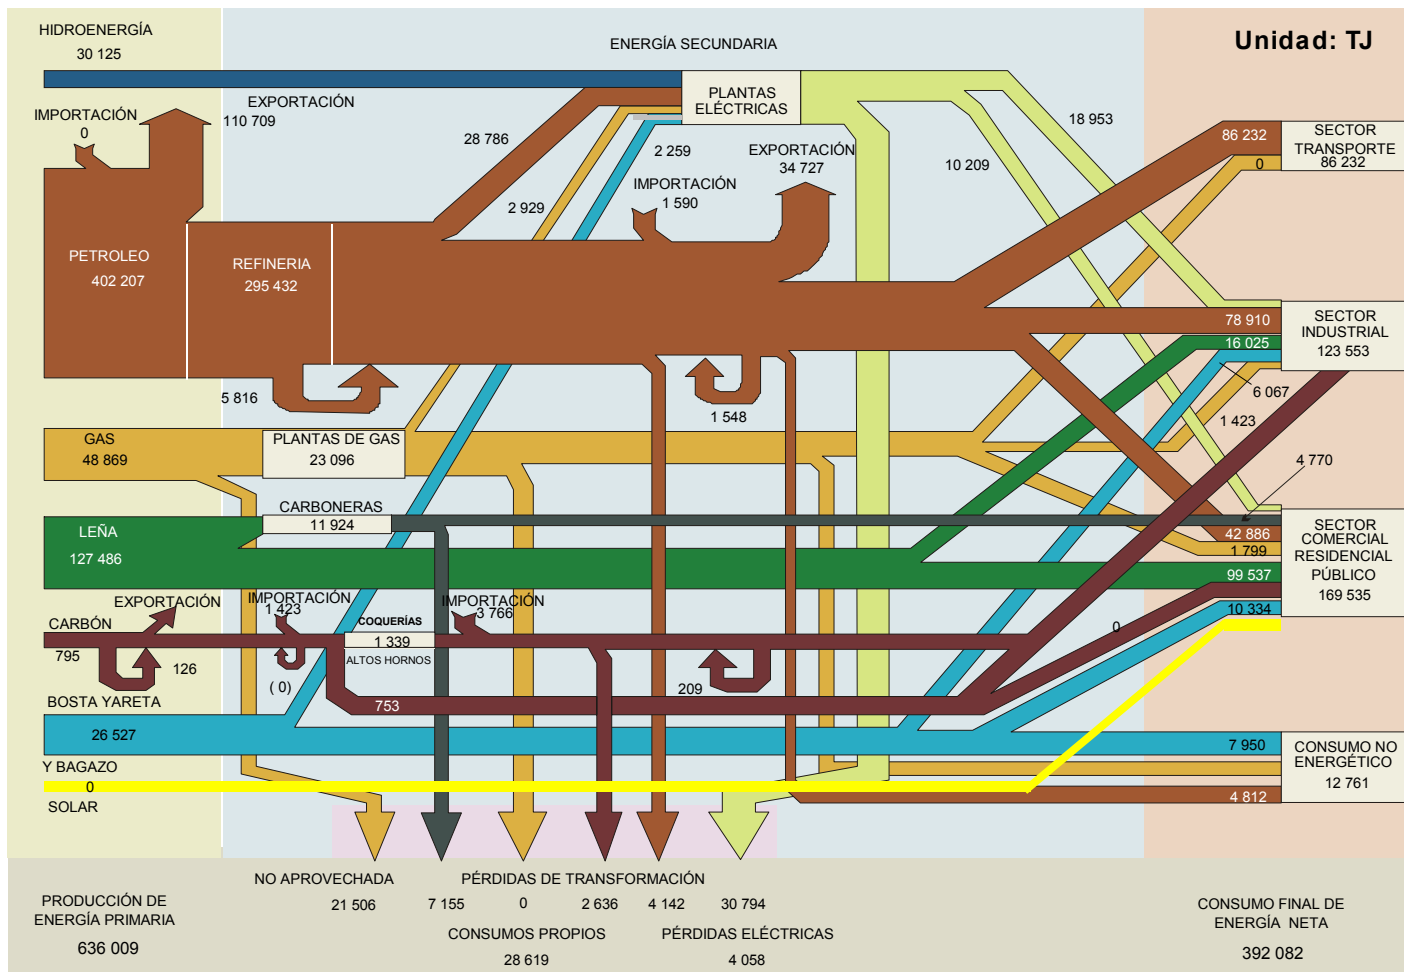 HIDROENERGÍA
30 125
ENERGÍA SECUNDARIA
Unidad: TJ
IMPORTACIÓN
0
EXPORTACIÓN
110 709
PLANTAS
ELÉCTRICAS
28 786
2 259
2 929
EXPORTACIÓN
34 727
IMPORTACIÓN
1 590
18 953
10 209
86 232
0
SECTOR
TRANSPORTE
86 232
PETROLEO
402 207
REFINERIA
295 432
78 910
16 025
SECTOR
INDUSTRIAL
123 553
5 816
1 548
6 067
1 423
GAS
48 869
PLANTAS DE GAS
23 096
4 770
CARBONERAS
11 924
LEÑA
127 486
42 886
1 799
99 537
10 334
SECTOR
COMERCIAL
RESIDENCIAL
PÚBLICO
169 535
EXPORTACIÓN
IMPORTACIÓN
1 423
IMPORTACIÓN
3 766
CARBÓN
795
126
COQUERÍAS
1 339
ALTOS HORNOS
( 0)
0
209
753
BOSTA YARETA
26 527
Y BAGAZO
0
SOLAR
7 950
4 812
CONSUMO NO
ENERGÉTICO
12 761
NO APROVECHADA
21 506
7 155
PÉRDIDAS DE TRANSFORMACIÓN
0
2 636
4 142
30 794
CONSUMOS PROPIOS
28 619
PÉRDIDAS ELÉCTRICAS
4 058
PRODUCCIÓN DE
ENERGÍA PRIMARIA
636 009
CONSUMO FINAL DE
ENERGÍA NETA
392 082